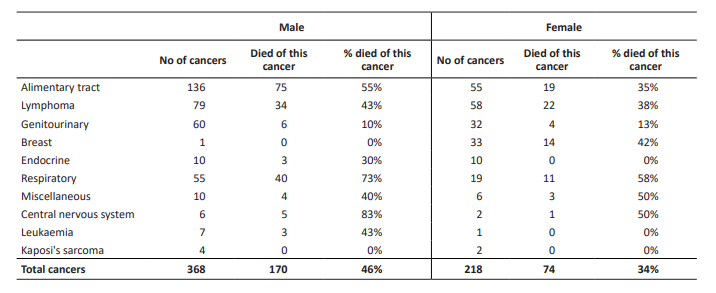 Male Female
No of cancers Died of this cancer % died of this cancer No of cancers Died of this cancer % died of this cancer
Alimentary tract 136 75 55% 55 19 35%
Lymphoma 79 34 43% 58 22 38%
Genitourinary 60 6 10% 32 4 13%
Breast 1 0 0% 33 14 42%
Endocrine 10 3 30% 10 0 0%
Respiratory 55 40 73% 19 11 58%
Miscellaneous 10 4 40% 6 3 50%
Central nervous system 6 5 83% 2 1 50%
Leukaemia 7 3 43% 1 0 0%
Kaposi's sarcoma 4 0 0% 2 0 0%
Total cancers 368 170 46% 218 74 34%